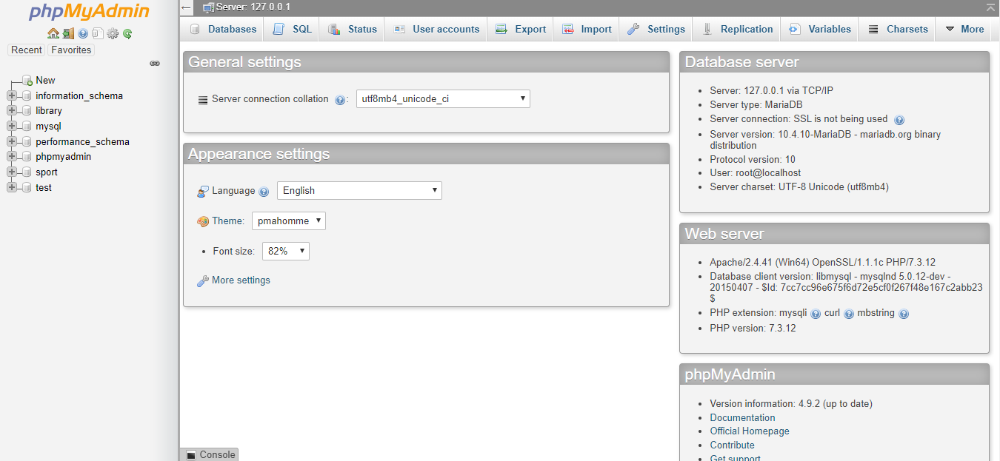 phpMyAdmin
Recent Favorites
New
information_schema
library
mysql
performance_schema
phpmyadmin
sport
test
Server: 127.0.0.1
Databases SQL Status User accounts Export Import Settings Replication Variables Charsets More
General settings
Server connection collation : utf8mb4_unicode_ci
Appearance settings
Language English
Theme: pmahomme
Font size: 82%
More settings
Console
Database server
Server: 127.0.0.1 via TCP/IP
Server type: MariaDB
Server connection: SSL is not being used
Server version: 10.4.10-MariaDB - mariadb.org binary
distribution
Protocol version: 10
User: root@localhost
Server charset: UTF-8 Unicode (utf8mb4)
Web server
Apache/2.4.41 (Win64) OpenSSL/1.1.1c PHP/7.3.12
Database client version: libmysql - mysqlnd 5.0.12-dev -
20150407 - $Id: 7cc7cc96e675f6d72e5cf0f267f48e167c2abb23
$
PHP extension: mysqli curl mbstring
PHP version: 7.3.12
phpMyAdmin
Version information: 4.9.2 (up to date)
Documentation
Official Homepage
Contribute
Get support